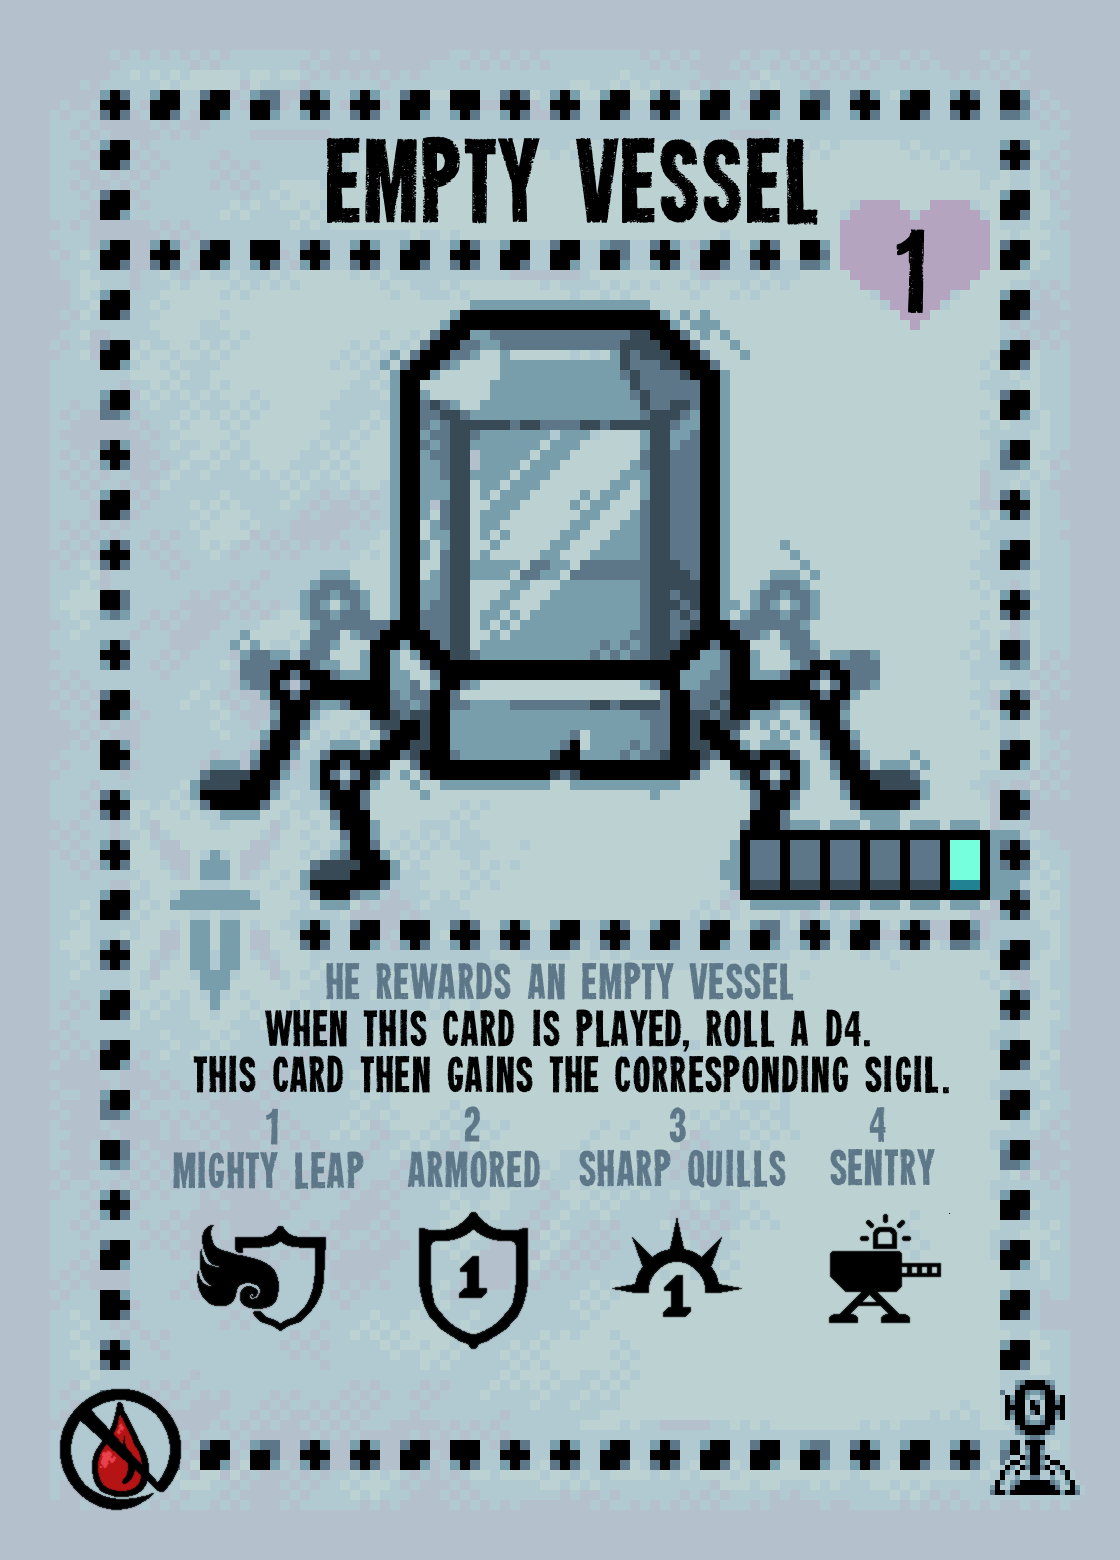 EMPTY VESSEL
1
HE REWARDS AN EMPTY VESSEL
WHEN THIS CARD IS PLAYED, ROLL A D4.
THIS CARD THEN GAINS THE CORRESPONDING SIGIL.
1 2 3 4
MIGHTY LEAP ARMORED SHARP QUILLS SENTRY
1 1